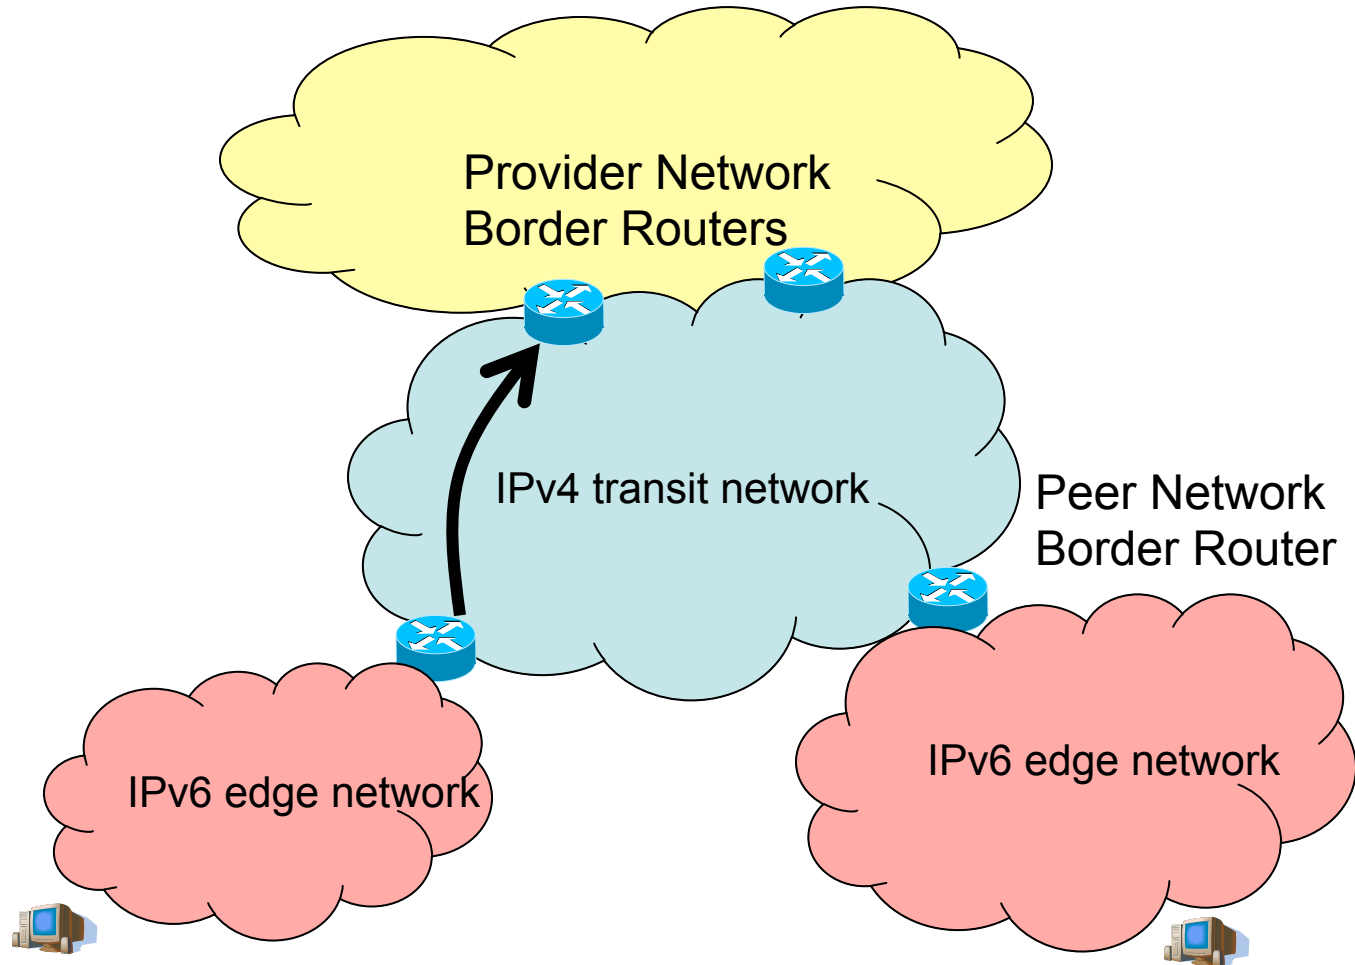 Provider Network
Border Routers
IPv4 transit network
Peer Network
Border Router
IPv6 edge network
IPv6 edge network